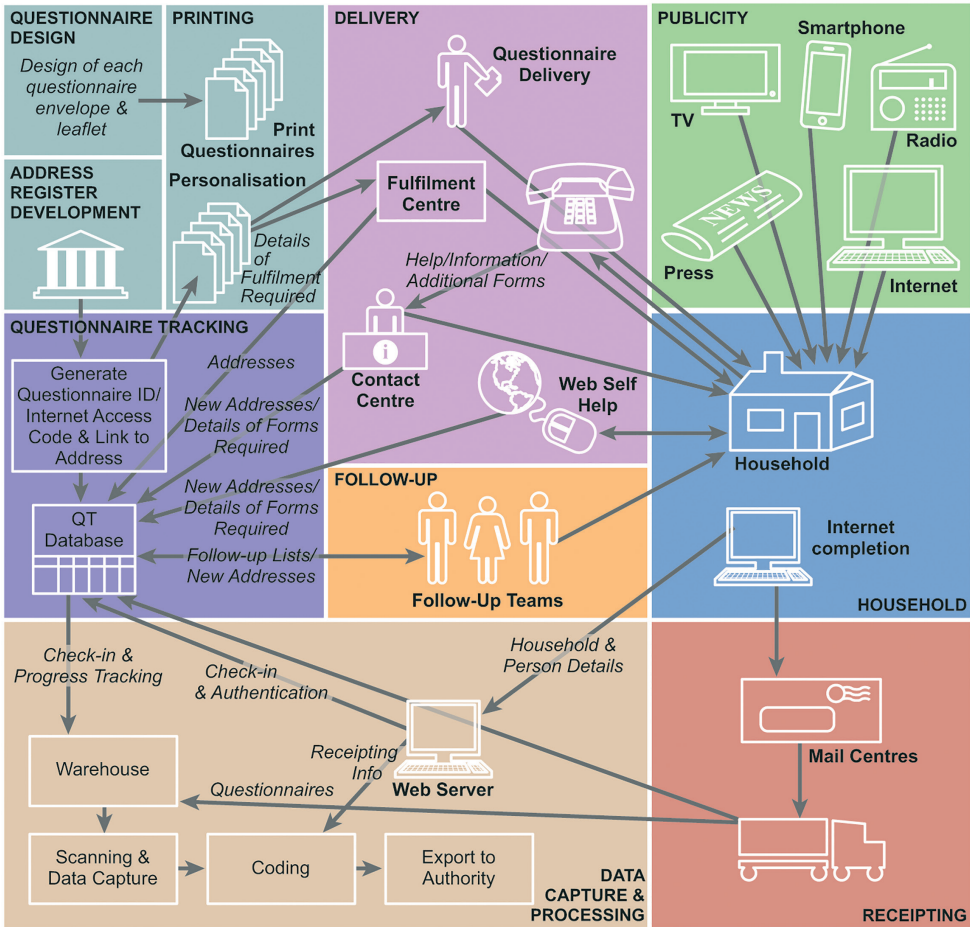 QUESTIONNAIRE
DESIGN
Design of each
questionnaire
envelope &
leaflet
PRINTING
Print
Questionnaires
Personalisation
Details
of
Fulfilment
Required
ADDRESS
REGISTER
DEVELOPMENT
DELIVERY
Questionnaire
Delivery
Fulfilment
Centre
Help/Information/
Additional Forms
i
Contact
Centre
Web Self
Help
PUBLICITY
Smartphone
TV
Radio
NEWS
Press
Internet
QUESTIONNAIRE TRACKING
Generate
Questionnaire ID/
Internet Access
Code & Link to
Address
Addresses
New Addresses/
Details of Forms
Required
New Addresses/
Details of Forms
Required
QT
Database
Follow-up Lists/
New Addresses
FOLLOW-UP
Follow-Up Teams
Household
Internet
completion
HOUSEHOLD
Check-in &
Progress Tracking
Check-in
& Authentication
Household &
Person Details
Receipting
Info
Web Server
Warehouse
Questionnaires
Scanning &
Data Capture
Coding
Export to
Authority
DATA
CAPTURE &
PROCESSING
Mail Centres
RECEIPTING